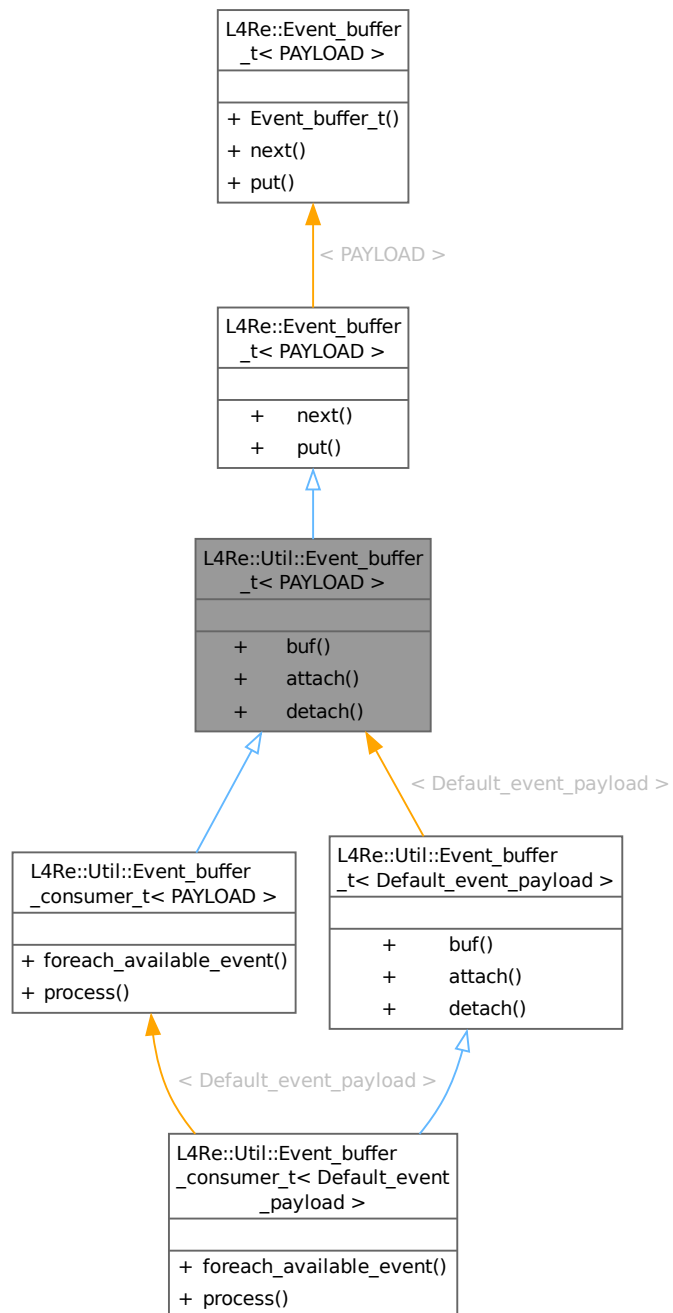 L4Re::Event_buffer
_t< PAYLOAD >
+ Event_buffer_t()
+ next()
+ put()
< PAYLOAD >
L4Re::Event_buffer
_t< PAYLOAD >
+ next()
+ put()
L4Re::Util::Event_buffer
_t< PAYLOAD >
+ buf()
+ attach()
+ detach()
< Default_event_payload >
L4Re::Util::Event_buffer
_consumer_t< PAYLOAD >
+ foreach_available_event()
+ process()
L4Re::Util::Event_buffer
_t< Default_event_payload >
+ buf()
+ attach()
+ detach()
< Default_event_payload >
L4Re::Util::Event_buffer
_consumer_t< Default_event
_payload >
+ foreach_available_event()
+ process()